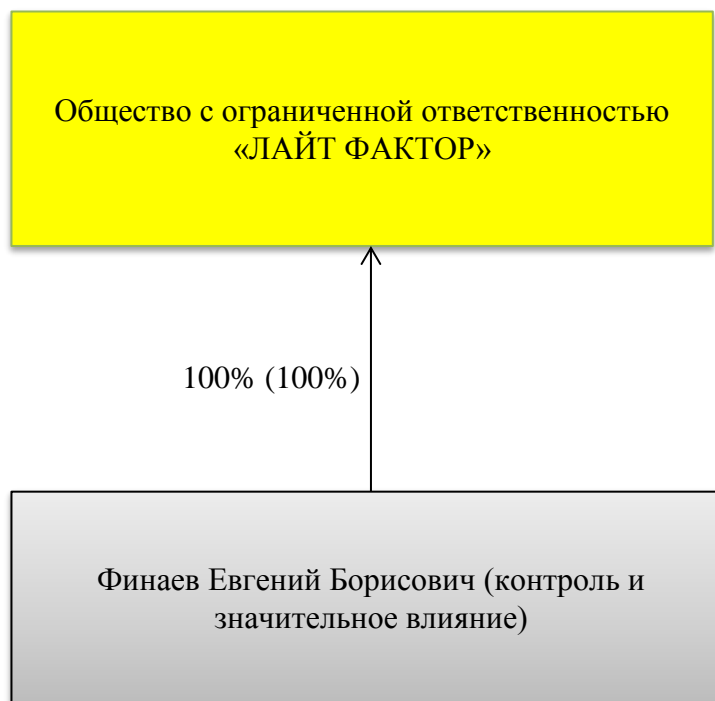 Общество с ограниченной ответственностью
«ЛАЙТ ФАКТОР»
100% (100%)
Финаев Евгений Борисович (контроль и
значительное влияние)